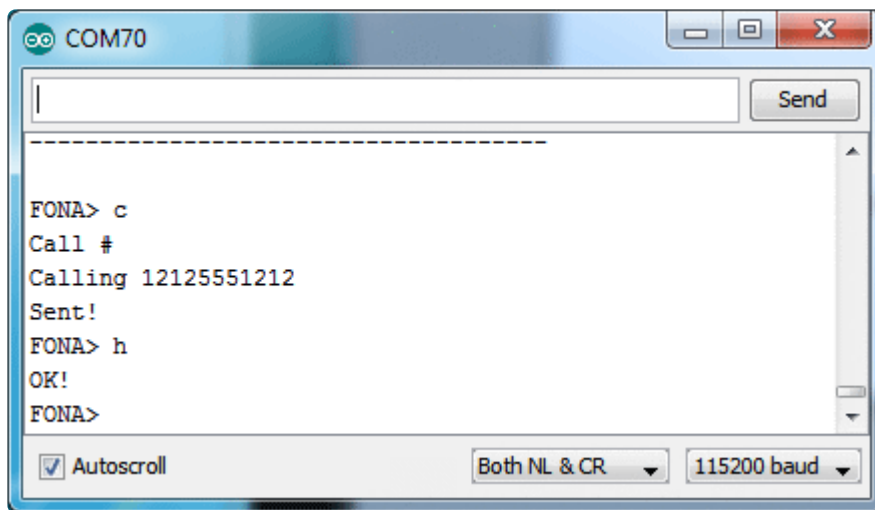 COM70
Send
---------------------------------------
FONA> c
Call #
Calling 12125551212
Sent!
FONA> h
OK!
FONA>
Autoscroll
Both NL & CR
115200 baud